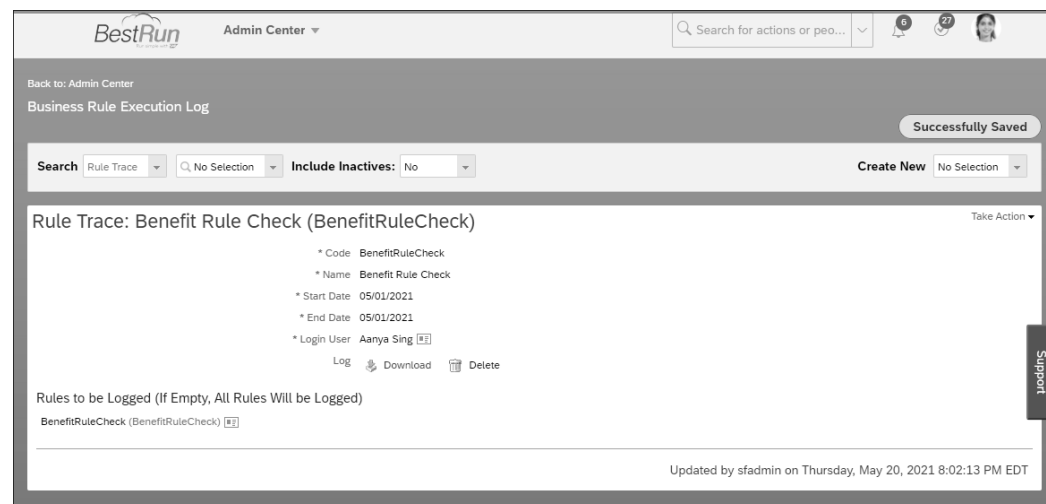 BestRun
Admin Center
Search for actions or peo...
6
27
Back to: Admin Center
Business Rule Execution Log
Successfully Saved
Search Rule Trace No Selection Include Inactives: No Create New No Selection
Rule Trace: Benefit Rule Check (BenefitRuleCheck)
Take Action
* Code BenefitRuleCheck
* Name Benefit Rule Check
* Start Date 05/01/2021
* End Date 05/01/2021
* Login User Aanya Sing
Log Download Delete
Support
Rules to be Logged (If Empty, All Rules Will be Logged)
BenefitRuleCheck (BenefitRuleCheck)
Updated by sfadmin on Thursday, May 20, 2021 8:02:13 PM EDT